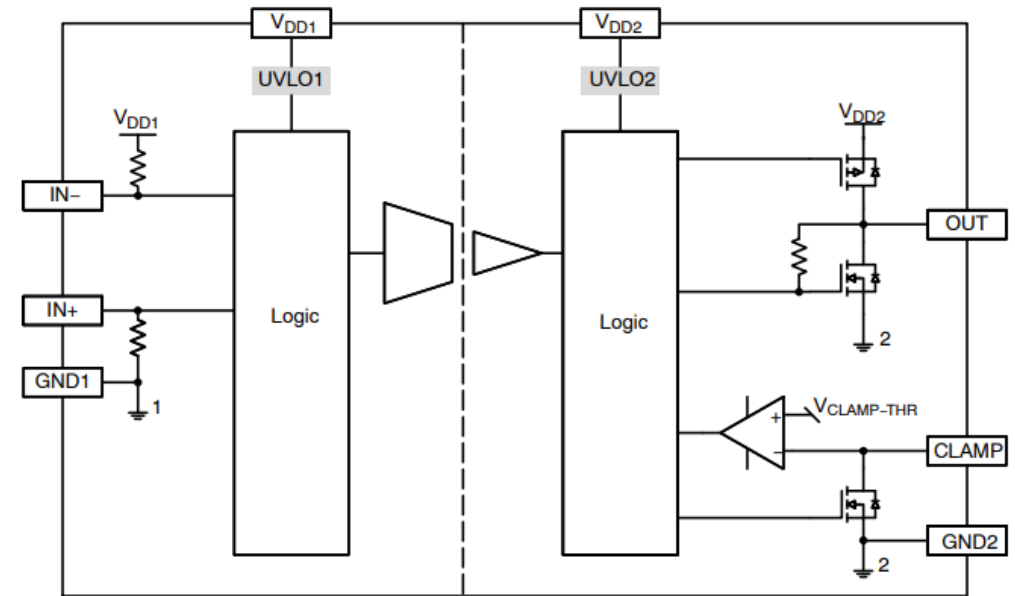 VDD1
VDD2
UVLO1
UVLO2
VDD1
VDD2
IN−
OUT
IN+
Logic
Logic
2
GND1
1
+
VCLAMP−THR
−
CLAMP
GND2
2